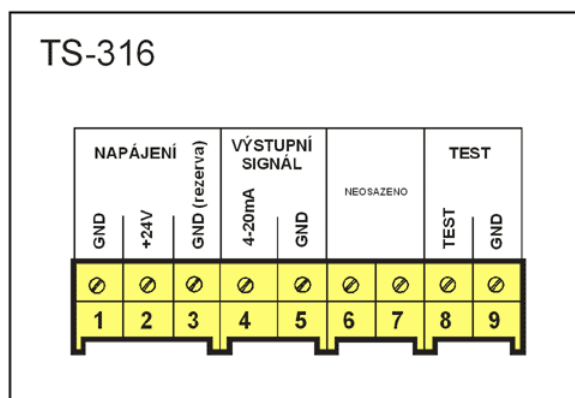 TS-316
NAPÁJENÍ
VÝSTUPNÍ
SIGNÁL
NEOSAZENO
TEST
GND
+24V
GND (rezerva)
4-20mA
GND
TEST
GND
1 2 3 4 5 6 7 8 9